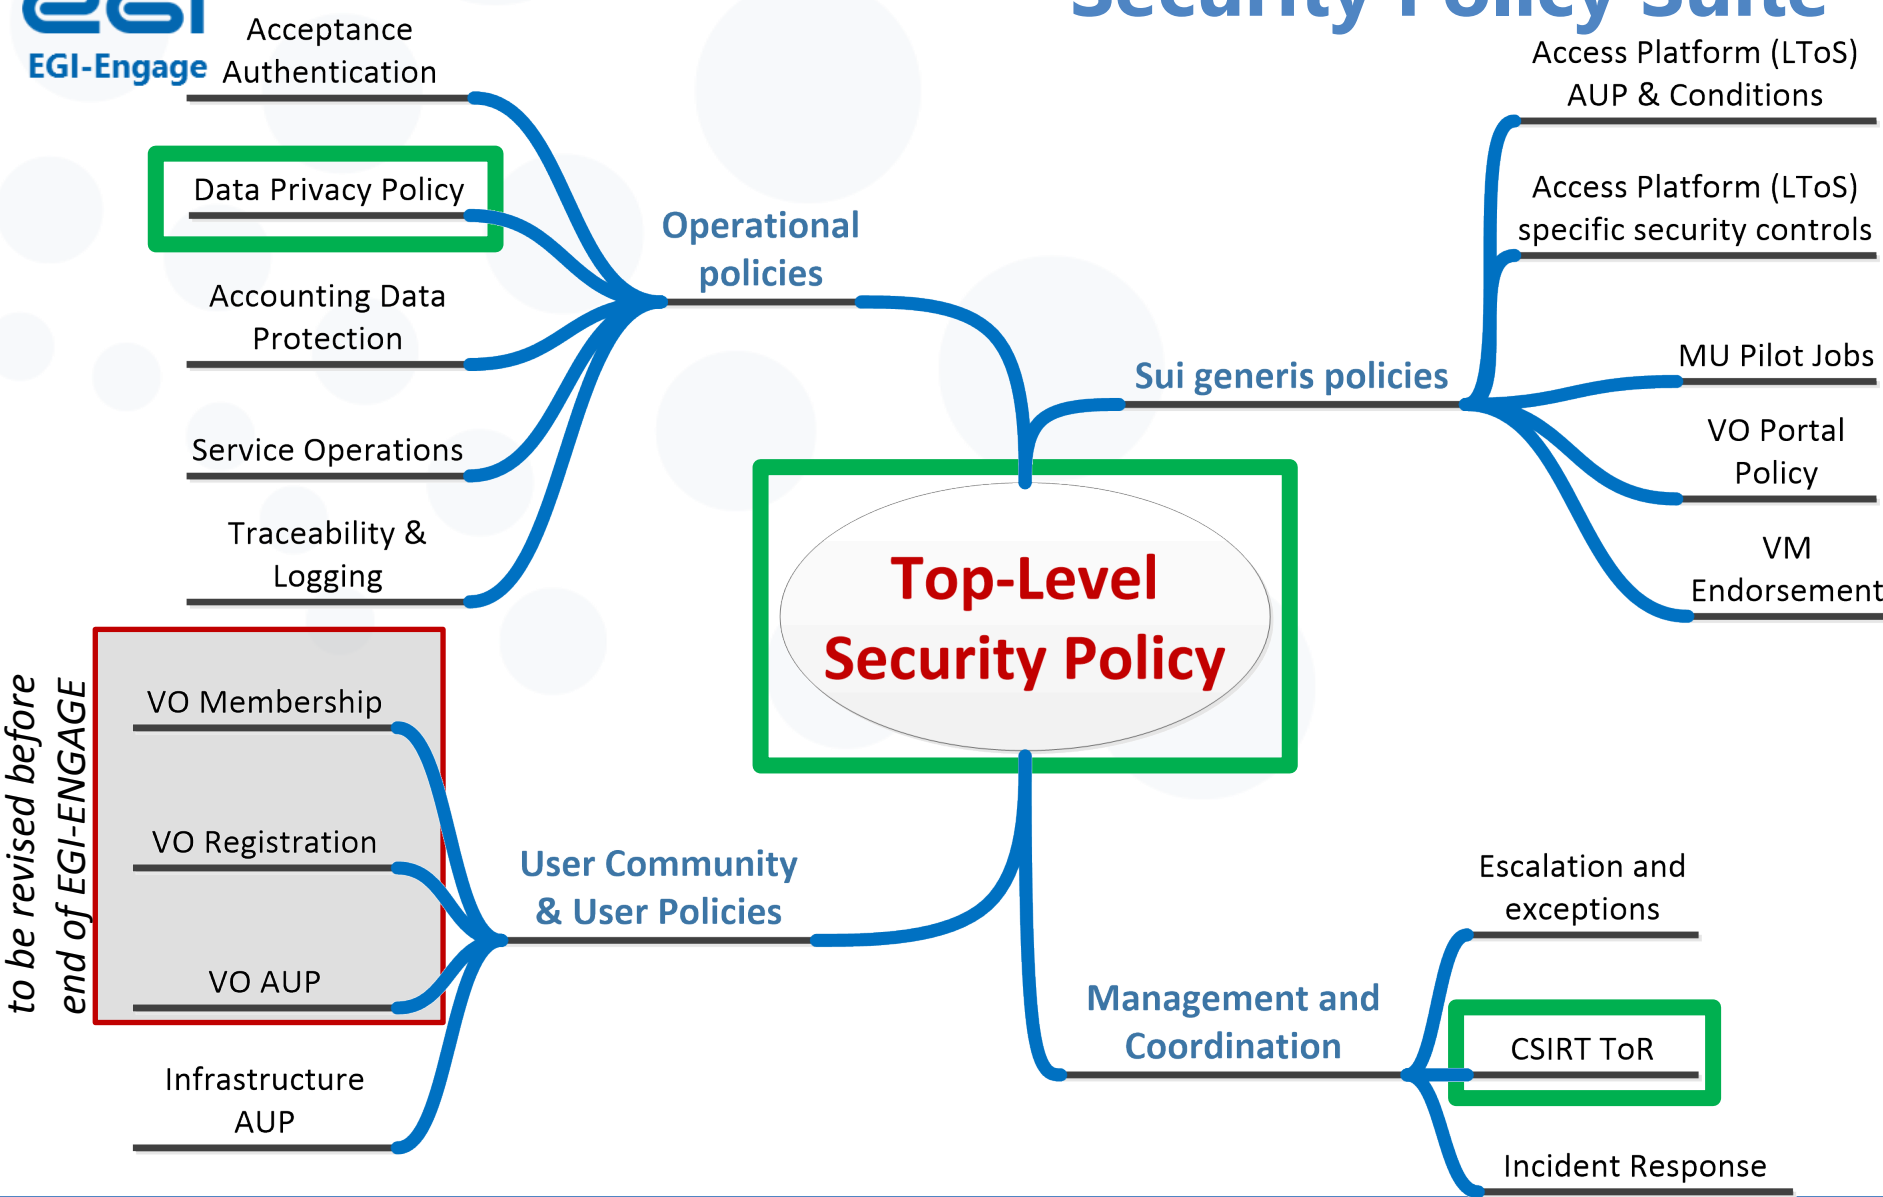 Security Policy Suite
egi
EGI-Engage
Acceptance
Authentication
Data Privacy Policy
Accounting Data
Protection
Service Operations
Traceability &
Logging
Operational
policies
Access Platform (LToS)
AUP & Conditions
Access Platform (LToS)
specific security controls
MU Pilot Jobs
VO Portal
Policy
VM
Endorsement
Sui generis policies
Top-Level
Security Policy
to be revised before
end of EGI-ENGAGE
VO Membership
VO Registration
VO AUP
Infrastructure
AUP
User Community
& User Policies
Management and
Coordination
Escalation and
exceptions
CSIRT ToR
Incident Response